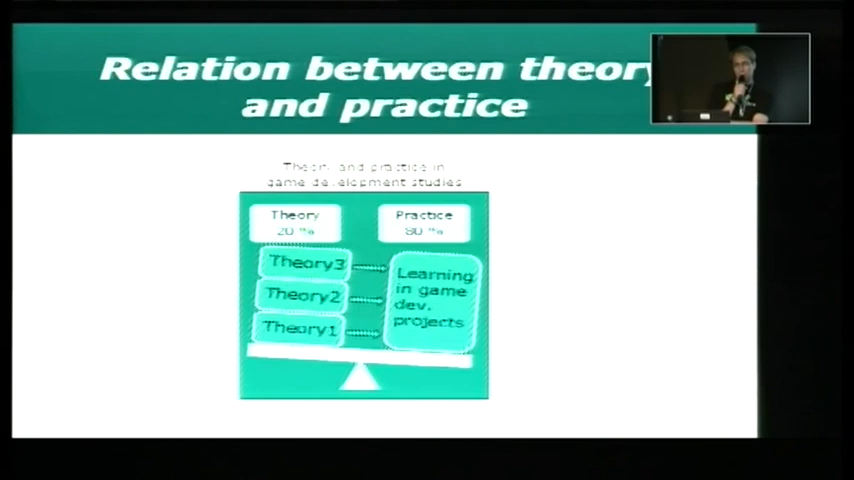 Relation between theory
and practice
Theory and practice in
game development studies
Theory
20 %
Practice
80 %
Theory3
Theory2
Theory1
Learning
in game
dev.
projects